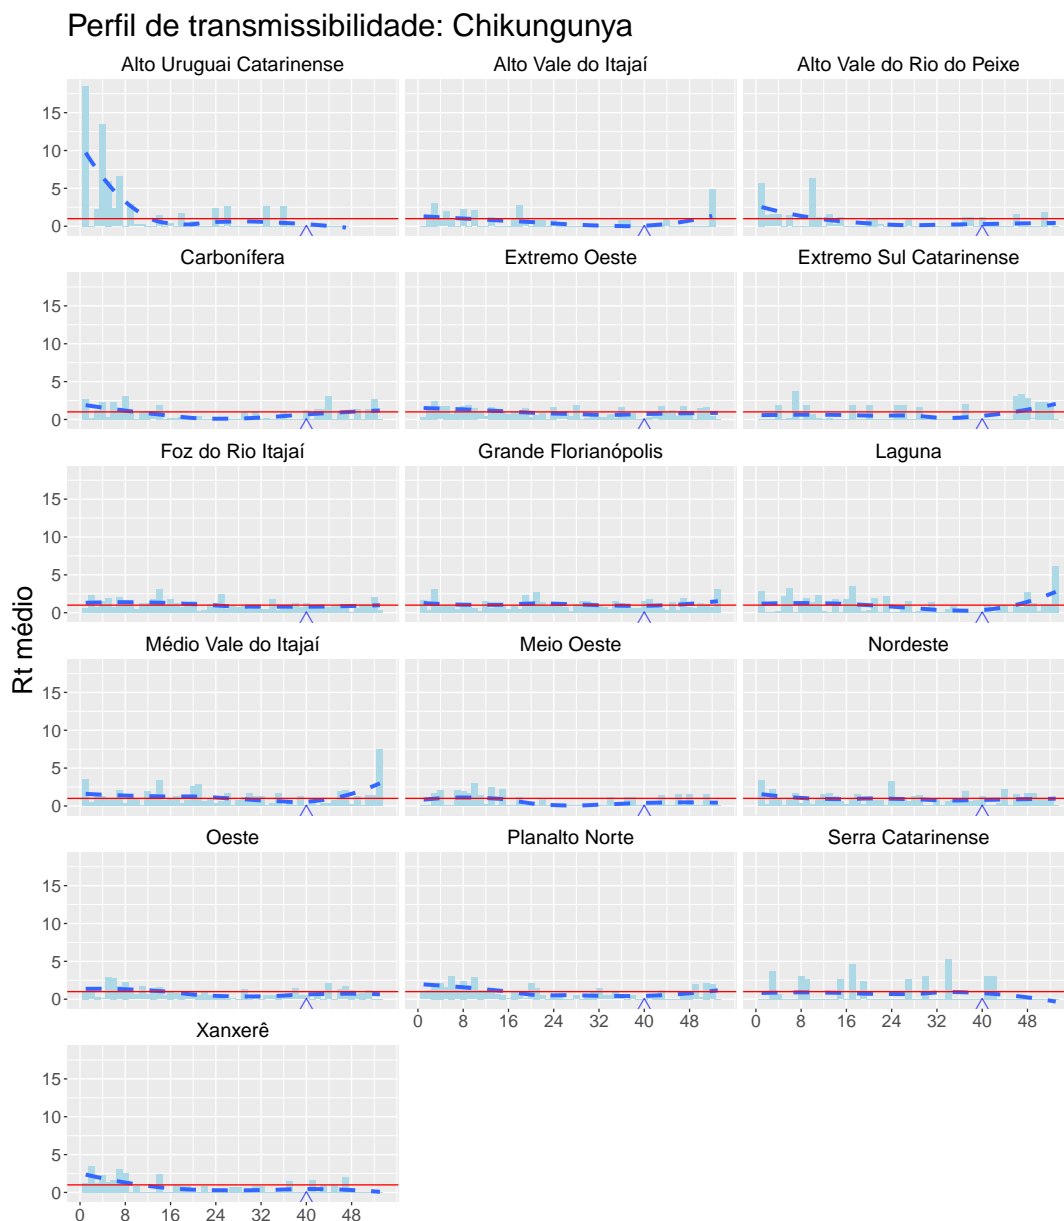 Perfil de transmissibilidade: Chikungunya
Alto Uruguai Catarinense
Alto Vale do Itajaí
Alto Vale do Rio do Peixe
15
10
5
0
Carbonífera
Extremo Oeste
Extremo Sul Catarinense
15
10
5
0
Foz do Rio Itajaí
Grande Florianópolis
Laguna
15
10
5
0
Rt médio
Médio Vale do Itajaí
Meio Oeste
Nordeste
15
10
5
0
Oeste
Planalto Norte
Serra Catarinense
15
10
5
0
0 8 16 24 32 40 48
0 8 16 24 32 40 48
Xanxerê
15
10
5
0
0 8 16 24 32 40 48